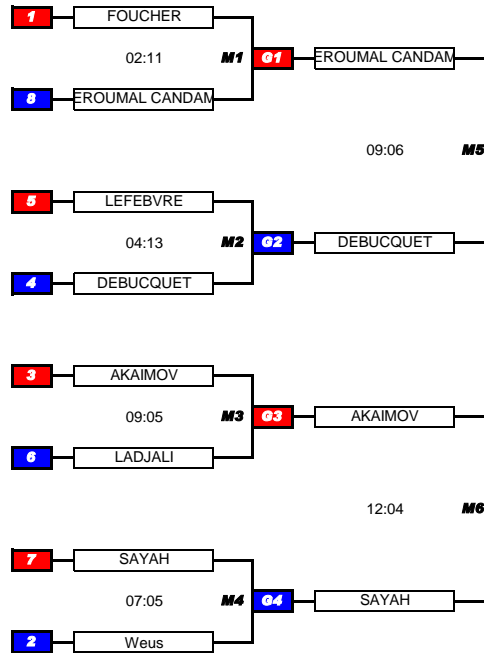 1 FOUCHER
02:11 M1 G1 EROUMAL CANDAM
8 EROUMAL CANDAM
09:06 M5
5 LEFEBVRE
04:13 M2 G2 DEBUCQUET
4 DEBUCQUET
3 AKAIMOV
09:05 M3 G3 AKAIMOV
6 LADJALI
12:04 M6
7 SAYAH
07:05 M4 G4 SAYAH
2 Weus